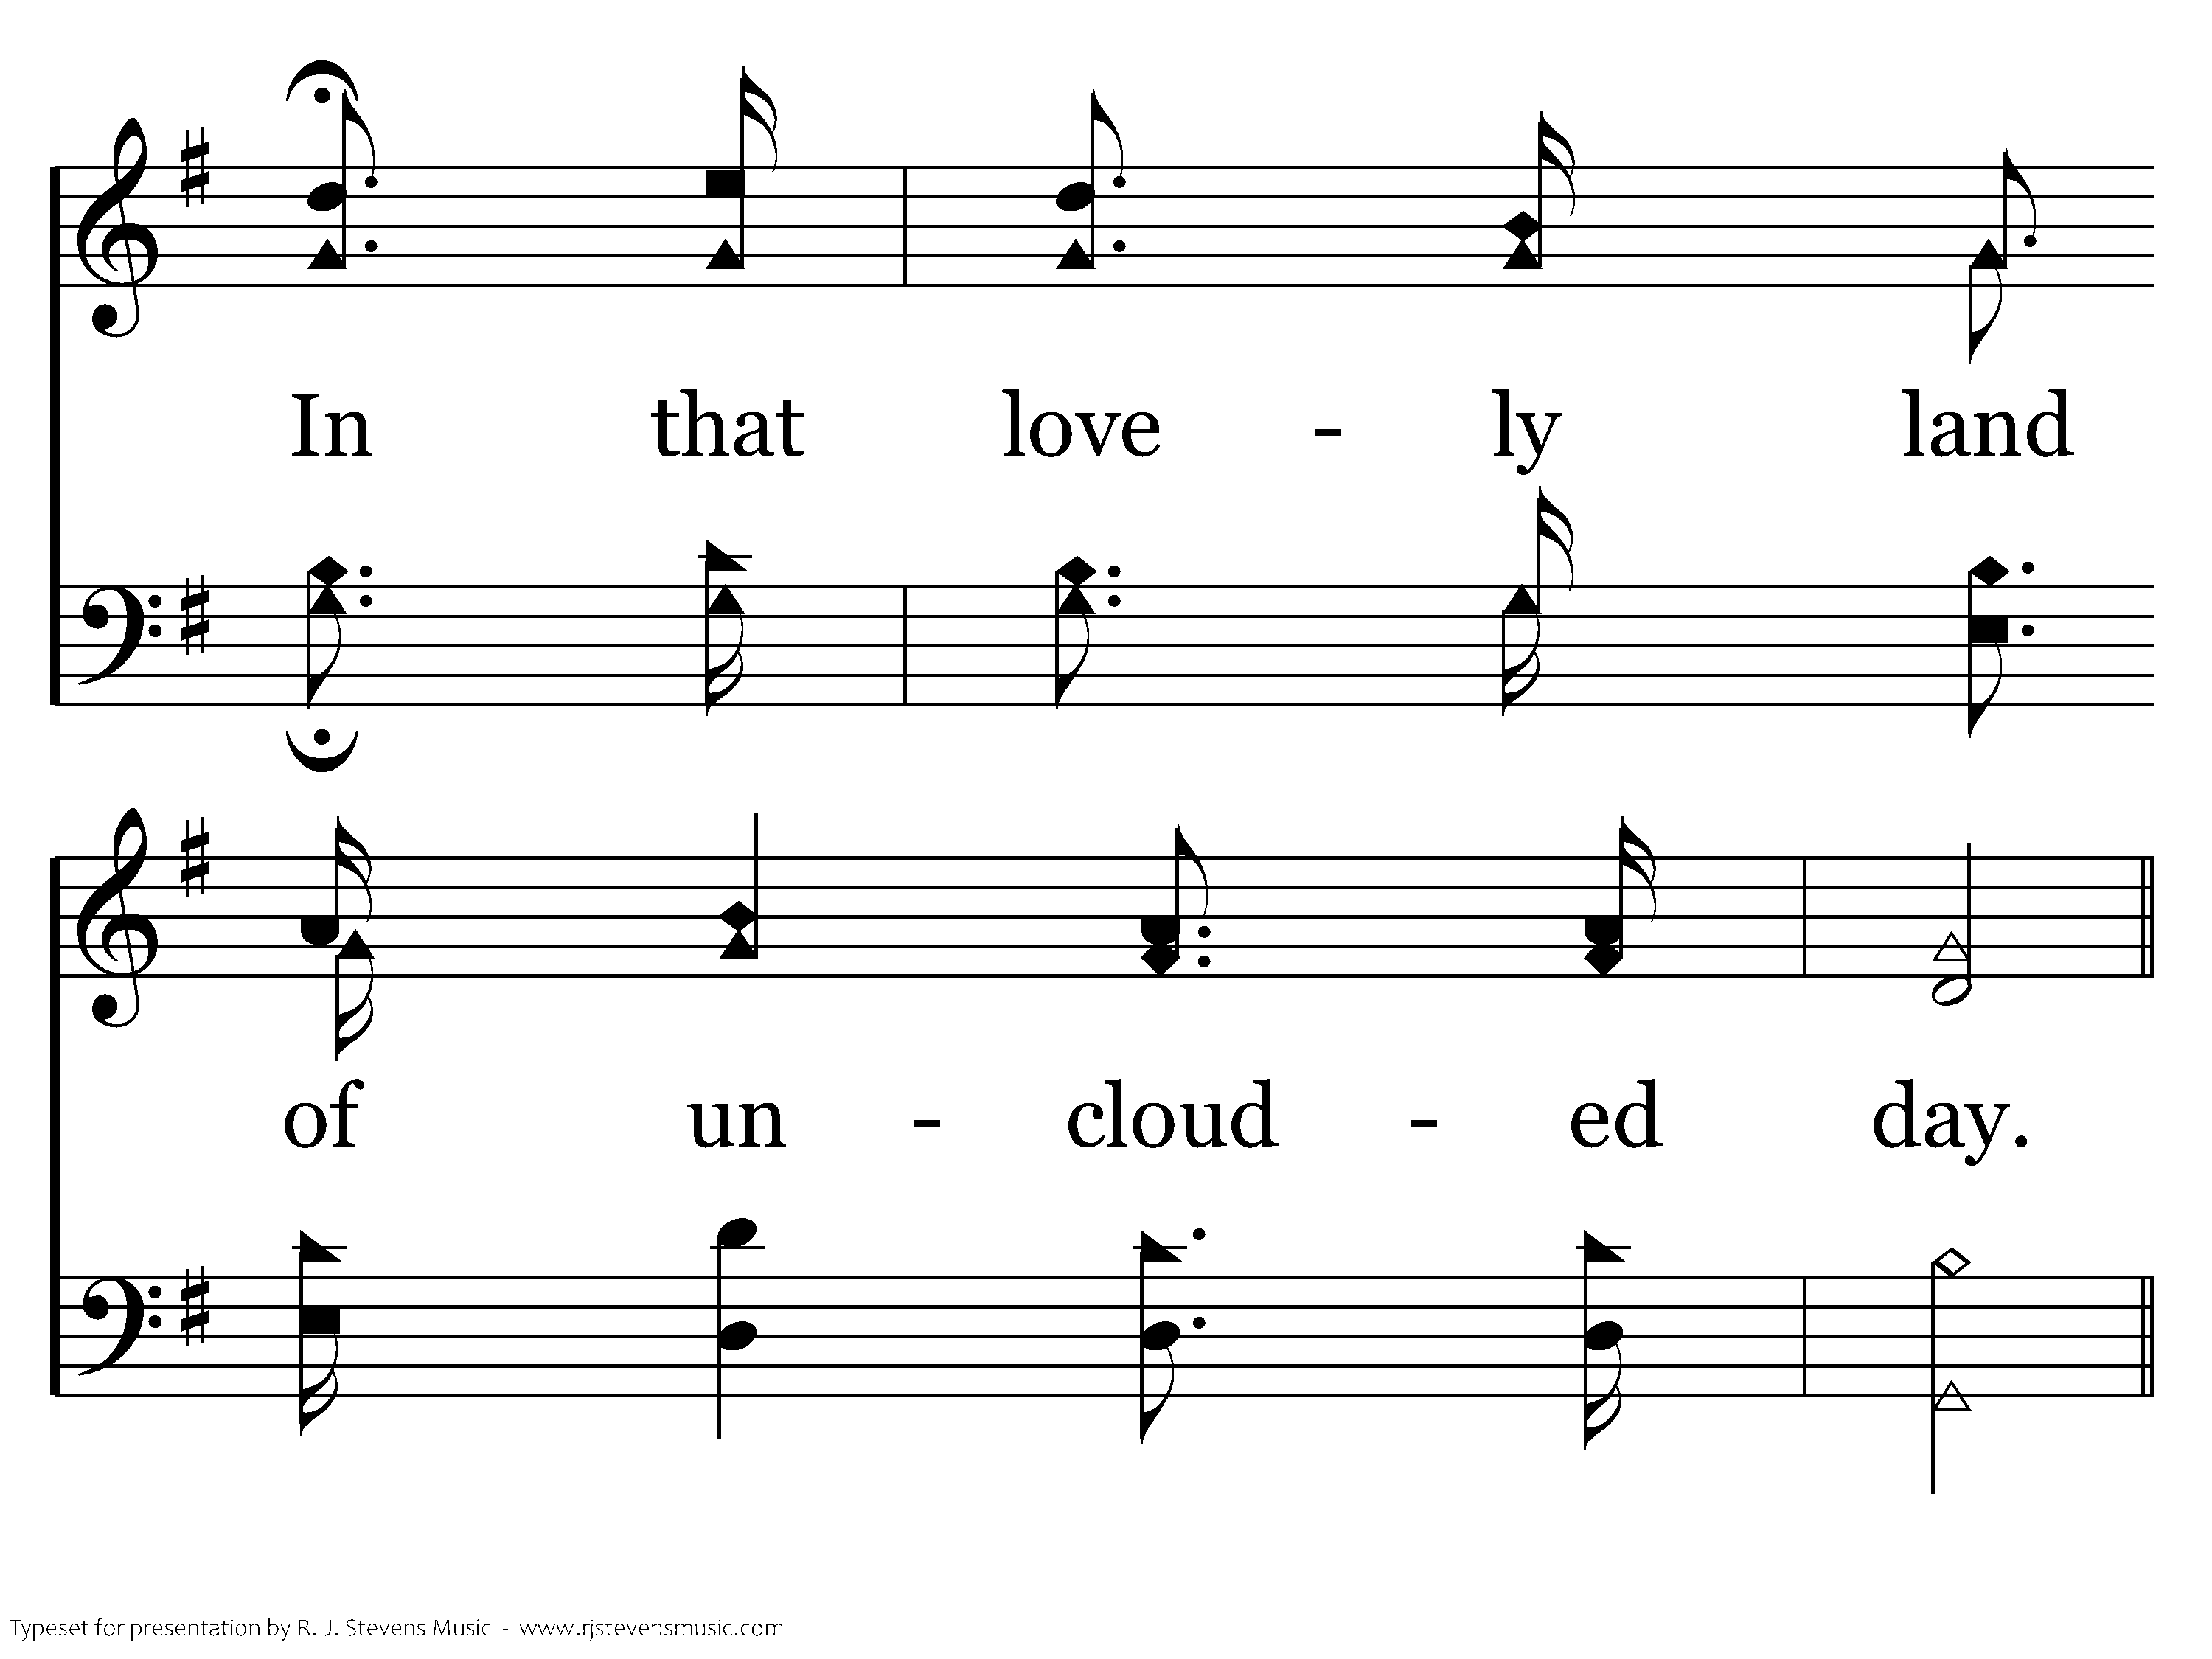 In that love - ly land
of un - cloud - ed day.
Typeset for presentation by R. J. Stevens Music - www.rjstevensmusic.com